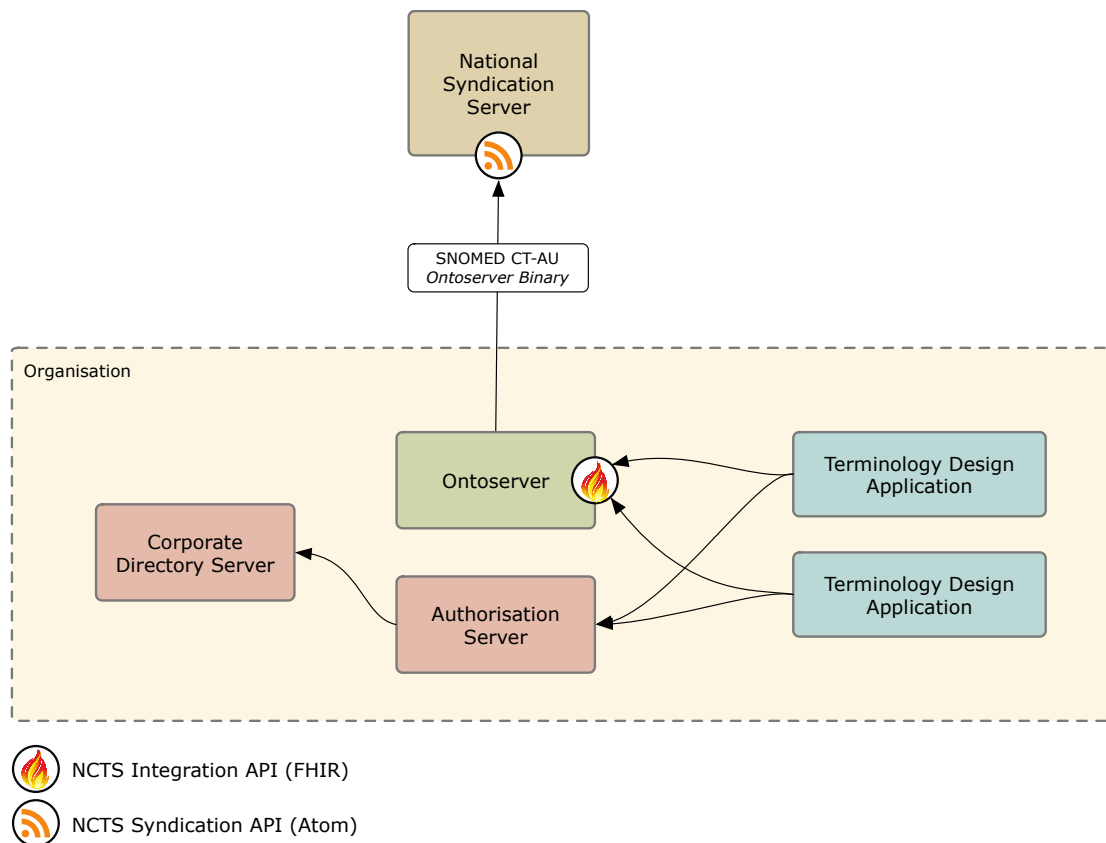 National
Syndication
Server
SNOMED CT-AU
Ontoserver Binary
Organisation
Ontoserver
Terminology Design
Application
Corporate
Directory Server
Authorisation
Server
Terminology Design
Application
NCTS Integration API (FHIR)
NCTS Syndication API (Atom)